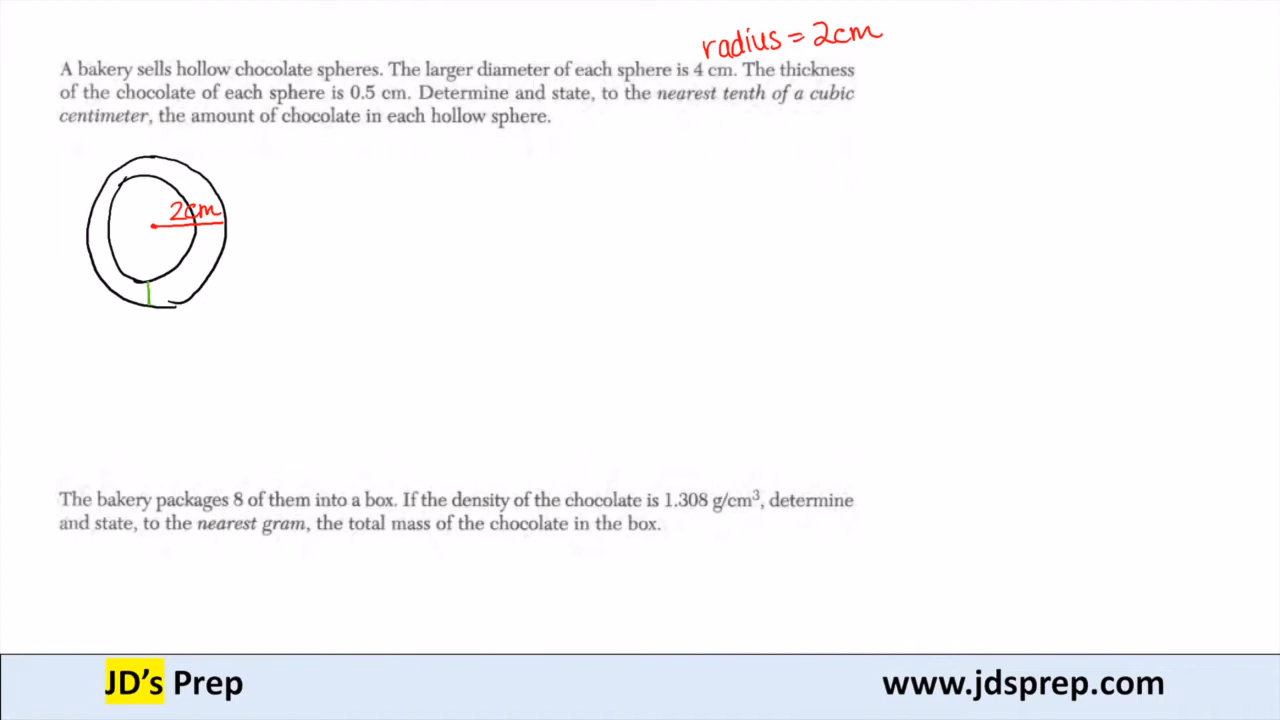 radius = 2cm
A bakery sells hollow chocolate spheres. The larger diameter of each sphere is 4 cm. The thickness
of the chocolate of each sphere is 0.5 cm. Determine and state, to the nearest tenth of a cubic
centimeter, the amount of chocolate in each hollow sphere.
2cm
The bakery packages 8 of them into a box. If the density of the chocolate is 1.308 g/cm³, determine
and state, to the nearest gram, the total mass of the chocolate in the box.
JD's Prep
www.jdsprep.com